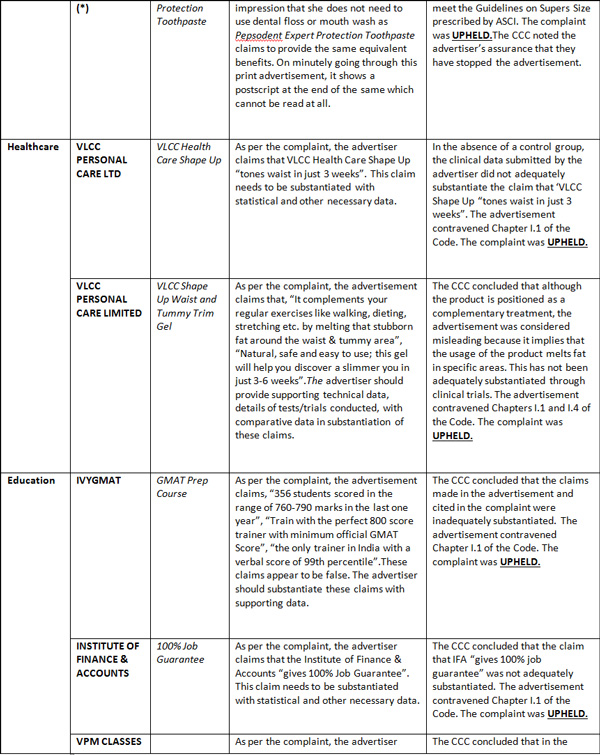 (*)
Protection
Toothpaste
impression that she does not need to
use dental floss or mouth wash as
Pepsodent Expert Protection Toothpaste
claims to provide the same equivalent
benefits. On minutely going through this
print advertisement, it shows a
postscript at the end of the same which
cannot be read at all.
meet the Guidelines on Supers Size
prescribed by ASCI. The complaint
was UPHELD.The CCC noted the
advertiser's assurance that they
have stopped the advertisement.
Healthcare
VLCC
PERSONAL
CARE LTD
VLCC Health
Care Shape Up
As per the complaint, the advertiser
claims that VLCC Health Care Shape Up
“tones waist in just 3 weeks”. This claim
needs to be substantiated with
statistical and other necessary data.
In the absence of a control group,
the clinical data submitted by the
advertiser did not adequately
substantiate the claim that ‘VLCC
Shape Up “tones waist in just 3
weeks”. The advertisement
contravened Chapter I.1 of the
Code. The complaint was UPHELD.
VLCC
PERSONAL
CARE LIMITED
VLCC Shape
Up Waist and
Tummy Trim
Gel
As per the complaint, the advertisement
claims that, “It complements your
regular exercises like walking, dieting,
stretching etc. by melting that stubborn
fat around the waist & tummy area”,
“Natural, safe and easy to use; this gel
will help you discover a slimmer you in
just 3-6 weeks”.The advertiser should
provide supporting technical data,
details of tests/trials conducted, with
comparative data in substantiation of
these claims.
The CCC concluded that although
the product is positioned as a
complementary treatment, the
advertisement was considered
misleading because it implies that
the usage of the product melts fat
in specific areas. This has not been
adequately substantiated through
clinical trials. The advertisement
contravened Chapters I.1 and I.4 of
the Code. The complaint was
UPHELD.
Education
IVYGMAT
GMAT Prep
Course
As per the complaint, the advertisement
claims, “356 students scored in the
range of 760-790 marks in the last one
year”, “Train with the perfect 800 score
trainer with minimum official GMAT
Score”, “the only trainer in India with a
verbal score of 99th percentile”.These
claims appear to be false. The advertiser
should substantiate these claims with
supporting data.
The CCC concluded that the claims
made in the advertisement and
cited in the complaint were
inadequately substantiated. The
advertisement contravened
Chapter I.1 of the Code. The
complaint was UPHELD.
INSTITUTE OF
FINANCE &
ACCOUNTS
100% Job
Guarantee
As per the complaint, the advertiser
claims that the Institute of Finance &
Accounts “gives 100% Job Guarantee”.
This claim needs to be substantiated
with statistical and other necessary data.
The CCC concluded that the claim
that IFA “gives 100% job
guarantee” was not adequately
substantiated. The advertisement
contravened Chapter I.1 of the
Code. The complaint was UPHELD.
VPM CLASSES
As per the complaint, the advertiser
The CCC concluded that in the